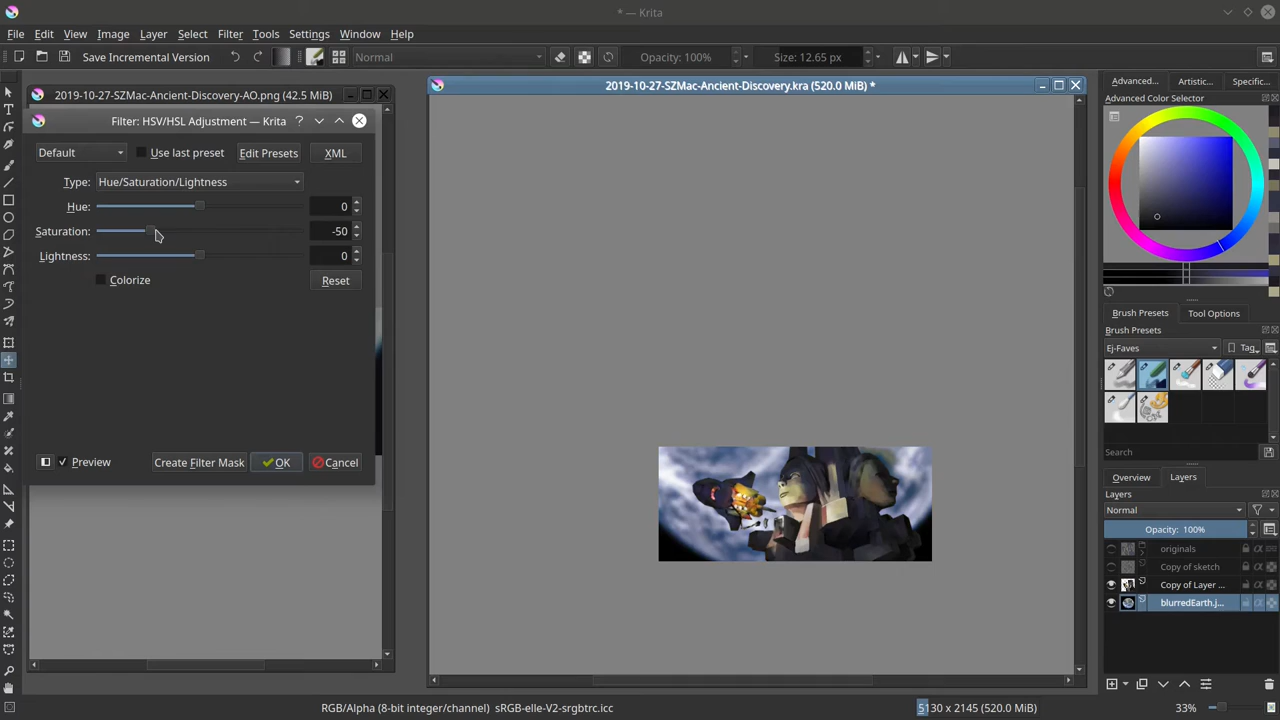 * — Krita
File Edit View Image Layer Select Filter Tools Settings Window Help
Save Incremental Version Normal Opacity: 100% Size: 12.65 px
2019-10-27-SZMac-Ancient-Discovery-AO.png (42.5 MiB)
2019-10-27-SZMac-Ancient-Discovery.kra (520.0 MiB) *
Filter: HSV/HSL Adjustment — Krita
Default Use last preset Edit Presets XML
Type: Hue/Saturation/Lightness
Hue: 0
Saturation: -50
Lightness: 0
Colorize Reset
Preview Create Filter Mask OK Cancel
Advanced... Artistic... Specific...
Advanced Color Selector
Brush Presets Tool Options
Brush Presets
Ej-Faves Tag
Search
Overview Layers
Layers
Normal
Opacity: 100%
originals
Copy of sketch
Copy of Layer ...
blurredEarth.j...
RGB/Alpha (8-bit integer/channel) sRGB-elle-V2-srgbtrc.icc 5130 x 2145 (520.0 MiB) 33%